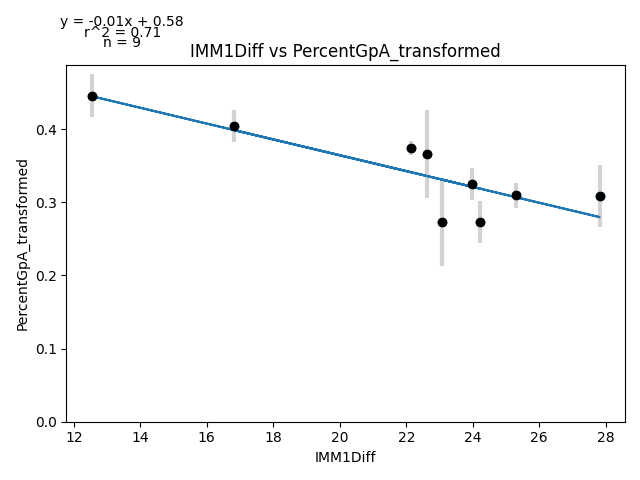 y = -0.01x + 0.58
r^2 = 0.71
n = 9
IMM1Diff vs PercentGpA_transformed
PercentGpA_transformed
0.4
0.3
0.2
0.1
0.0
12 14 16 18 20 22 24 26 28
IMM1Diff